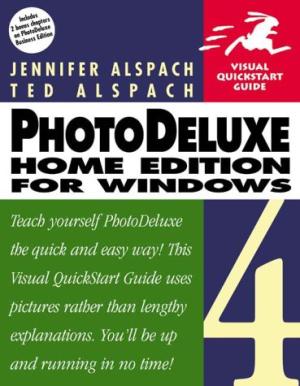 Includes
2 bonus chapters
on PhotoDeluxe
Business Edition
JENNIFER ALSPACH
TED ALSPACH
VISUAL
QUICKSTART
GUIDE
PHOTODELUXE
HOME EDITION
FOR WINDOWS
4
Teach yourself PhotoDeluxe
the quick and easy way! This
Visual QuickStart Guide uses
pictures rather than lengthy
explanations. You'll be up
and running in no time!